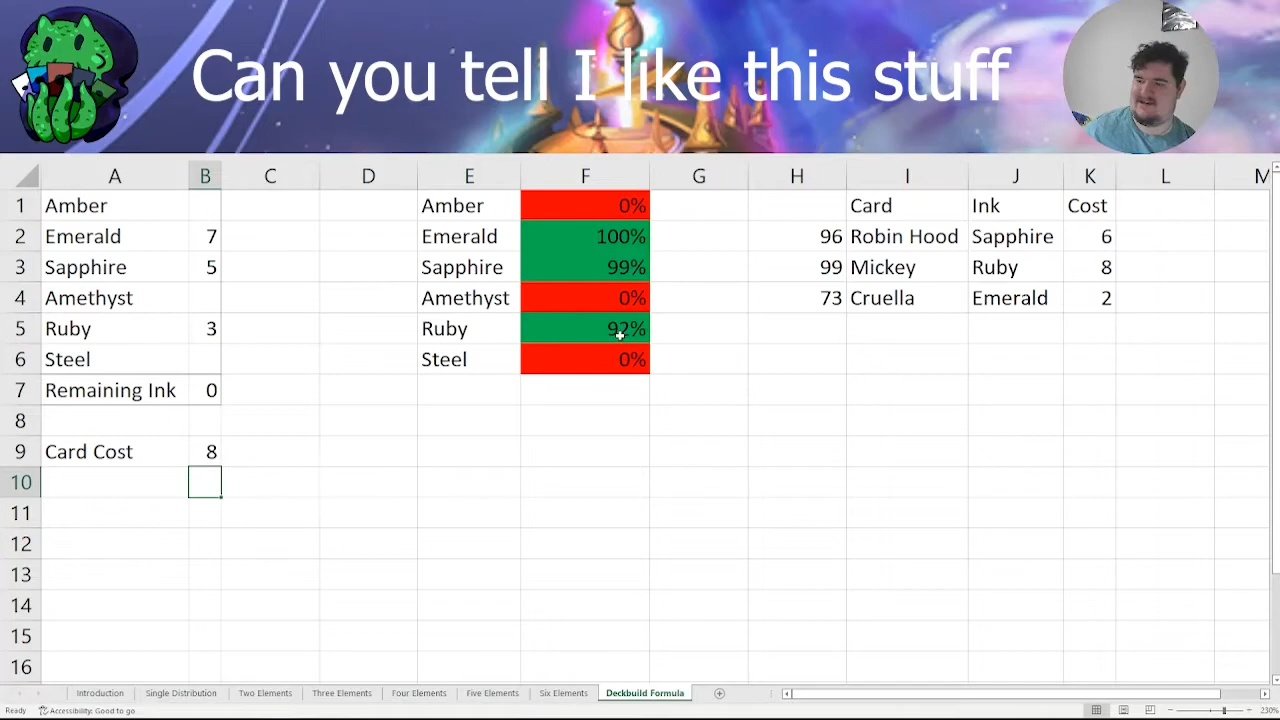 Can you tell I like this stuff
A B C D E F G H I J K L M
1 Amber Amber 0% Card Ink Cost
2 Emerald 7 Emerald 100% 96 Robin Hood Sapphire 6
3 Sapphire 5 Sapphire 99% 99 Mickey Ruby 8
4 Amethyst Amethyst 0% 73 Cruella Emerald 2
5 Ruby 3 Ruby 92%
6 Steel Steel 0%
7 Remaining Ink 0
8
9 Card Cost 8
10
11
12
13
14
15
16
Introduction Single Distribution Two Elements Three Elements Four Elements Five Elements Six Elements Deckbuild Formula
Ready Accessibility: Good to go 230%